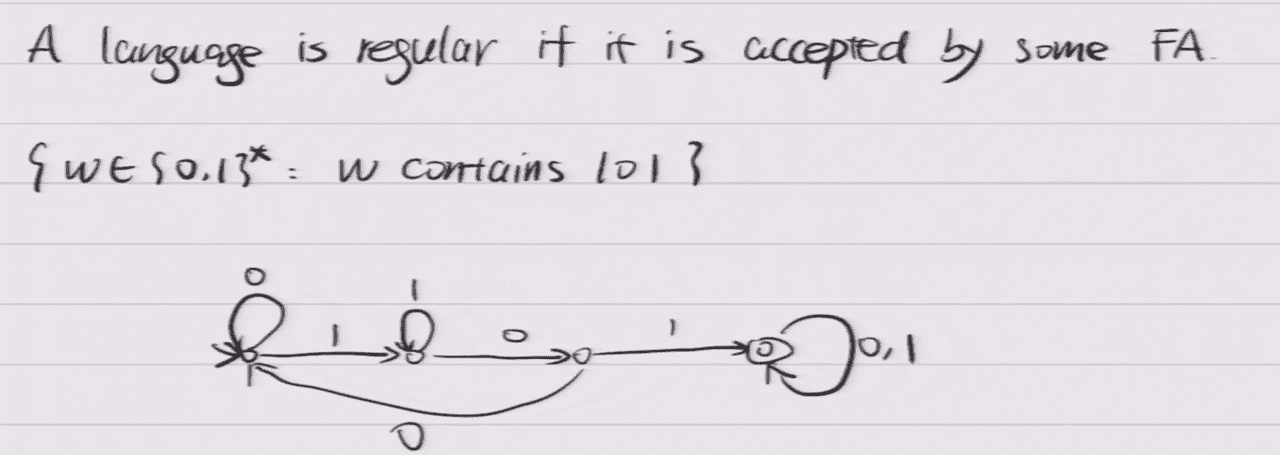 A language is regular if it is accepted by some FA.
{ w ∈ {0,1}* : w contains 101 }
0 1
1 0 1
0,1
0